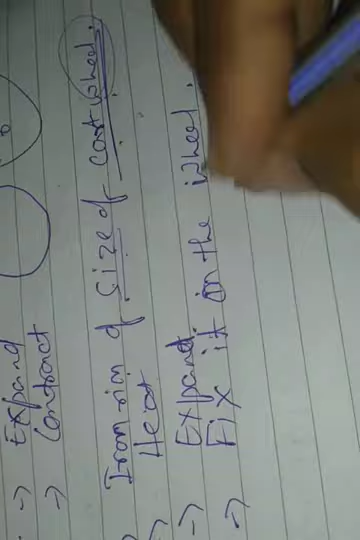 -> Expand
-> Contract
Iron rim of size of cart wheel.
Heat
-> Expand.
-> Fix it on the wheel.